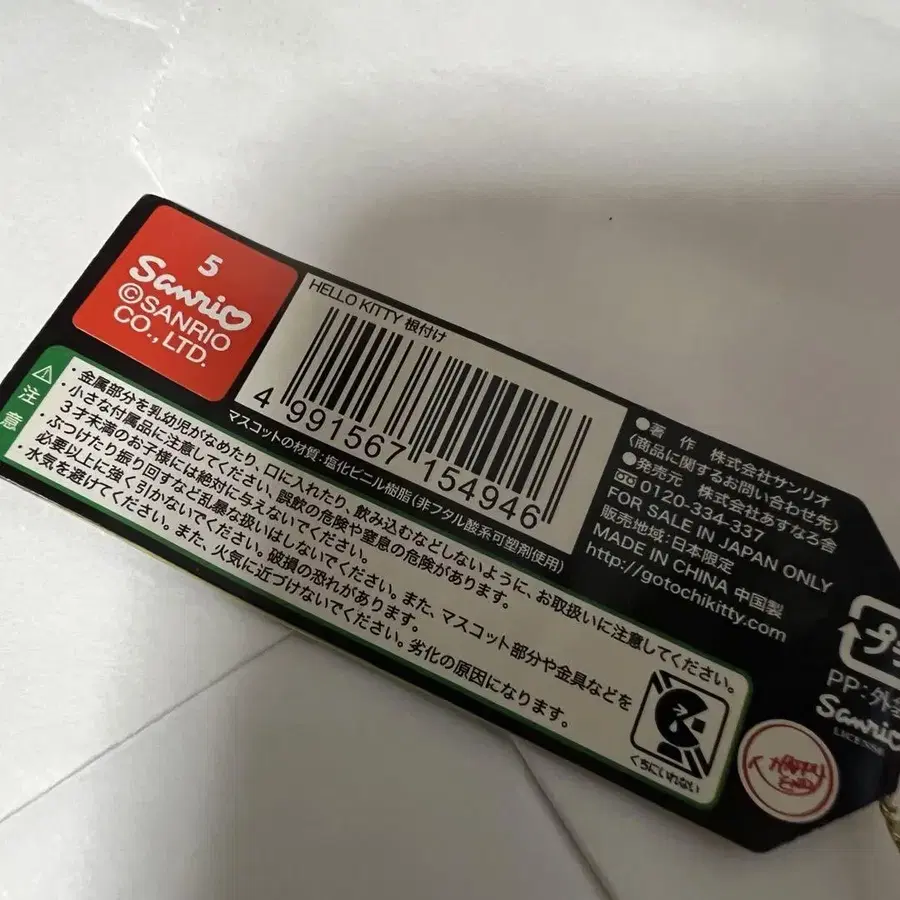 5
Sanrio
©SANRIO
CO., LTD.
HELLO KITTY 根付け
4 991567 154946
マスコットの材質:塩化ビニル樹脂(非フタル酸系可塑剤使用)
●著 作 株式会社サンリオ
〈商品に関するお問い合わせ先〉
●発売元 株式会社あすなろ舎
0120-334-337
FOR SALE IN JAPAN ONLY
販売地域:日本限定
MADE IN CHINA 中国製
http://gotochikitty.com
⚠注意
・金属部分を乳幼児がなめたり、口に入れたり、飲み込むなどしないように、お取扱いに注意してください。
・小さな付属品に注意してください。誤飲の危険や窒息の危険があります。
3才未満のお子様には絶対に与えないでください。
・ぶつけたり振り回すなど乱暴な扱いはしないでください。また、マスコット部分や金具などを
必要以上に強く引かないでください。破損の恐れがあります。
・水気を避けてください。また、火気に近づけないでください。劣化の原因になります。
くちにいれない
プラ
PP:外
Sanrio
LICENSE